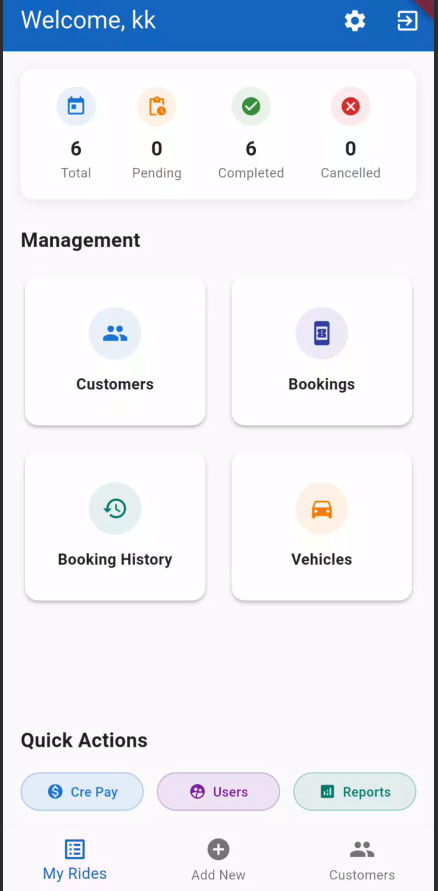 Welcome, kk
6 0 6 0
Total Pending Completed Cancelled
Management
Customers Bookings
Booking History Vehicles
Quick Actions
Cre Pay Users Reports
My Rides Add New Customers